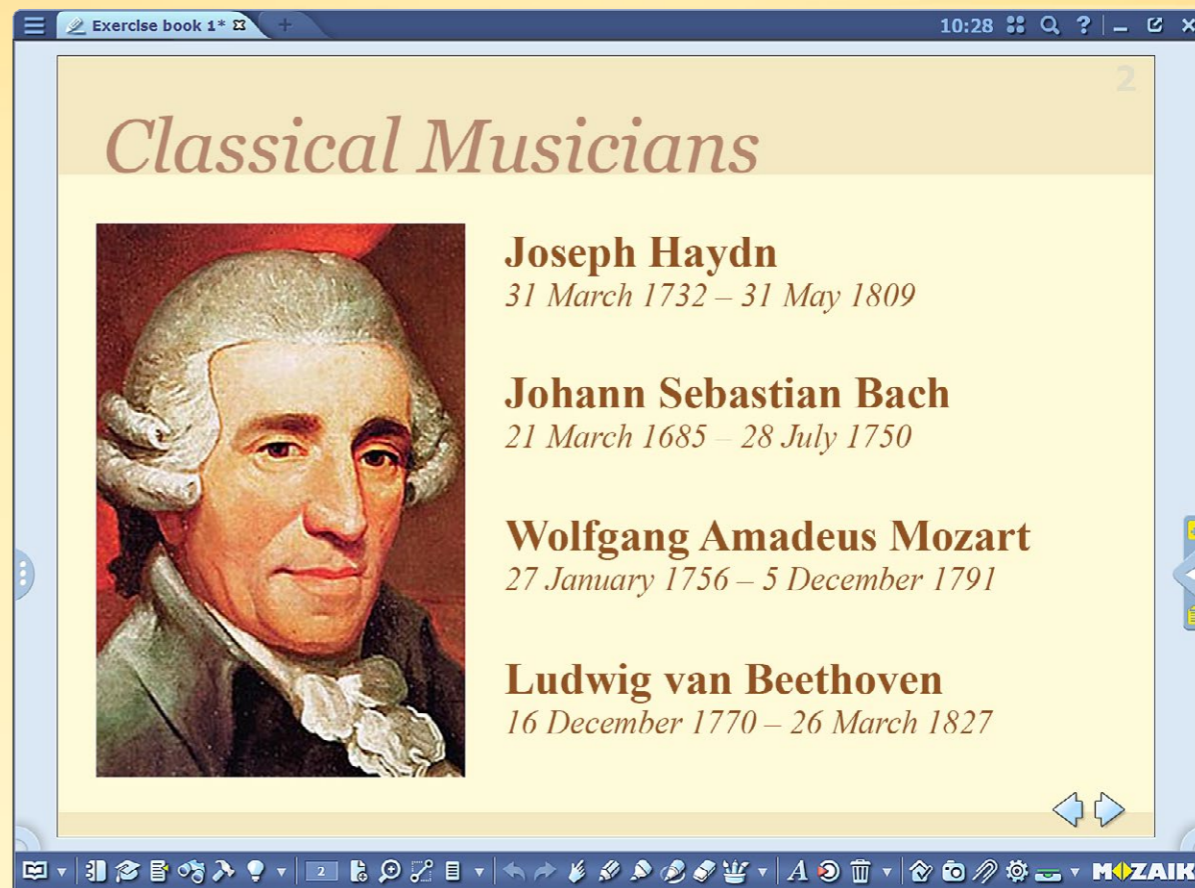 Exercise book 1*
10:28
2
Classical Musicians
Joseph Haydn
31 March 1732 – 31 May 1809
Johann Sebastian Bach
21 March 1685 – 28 July 1750
Wolfgang Amadeus Mozart
27 January 1756 – 5 December 1791
Ludwig van Beethoven
16 December 1770 – 26 March 1827
2
MOZAIK